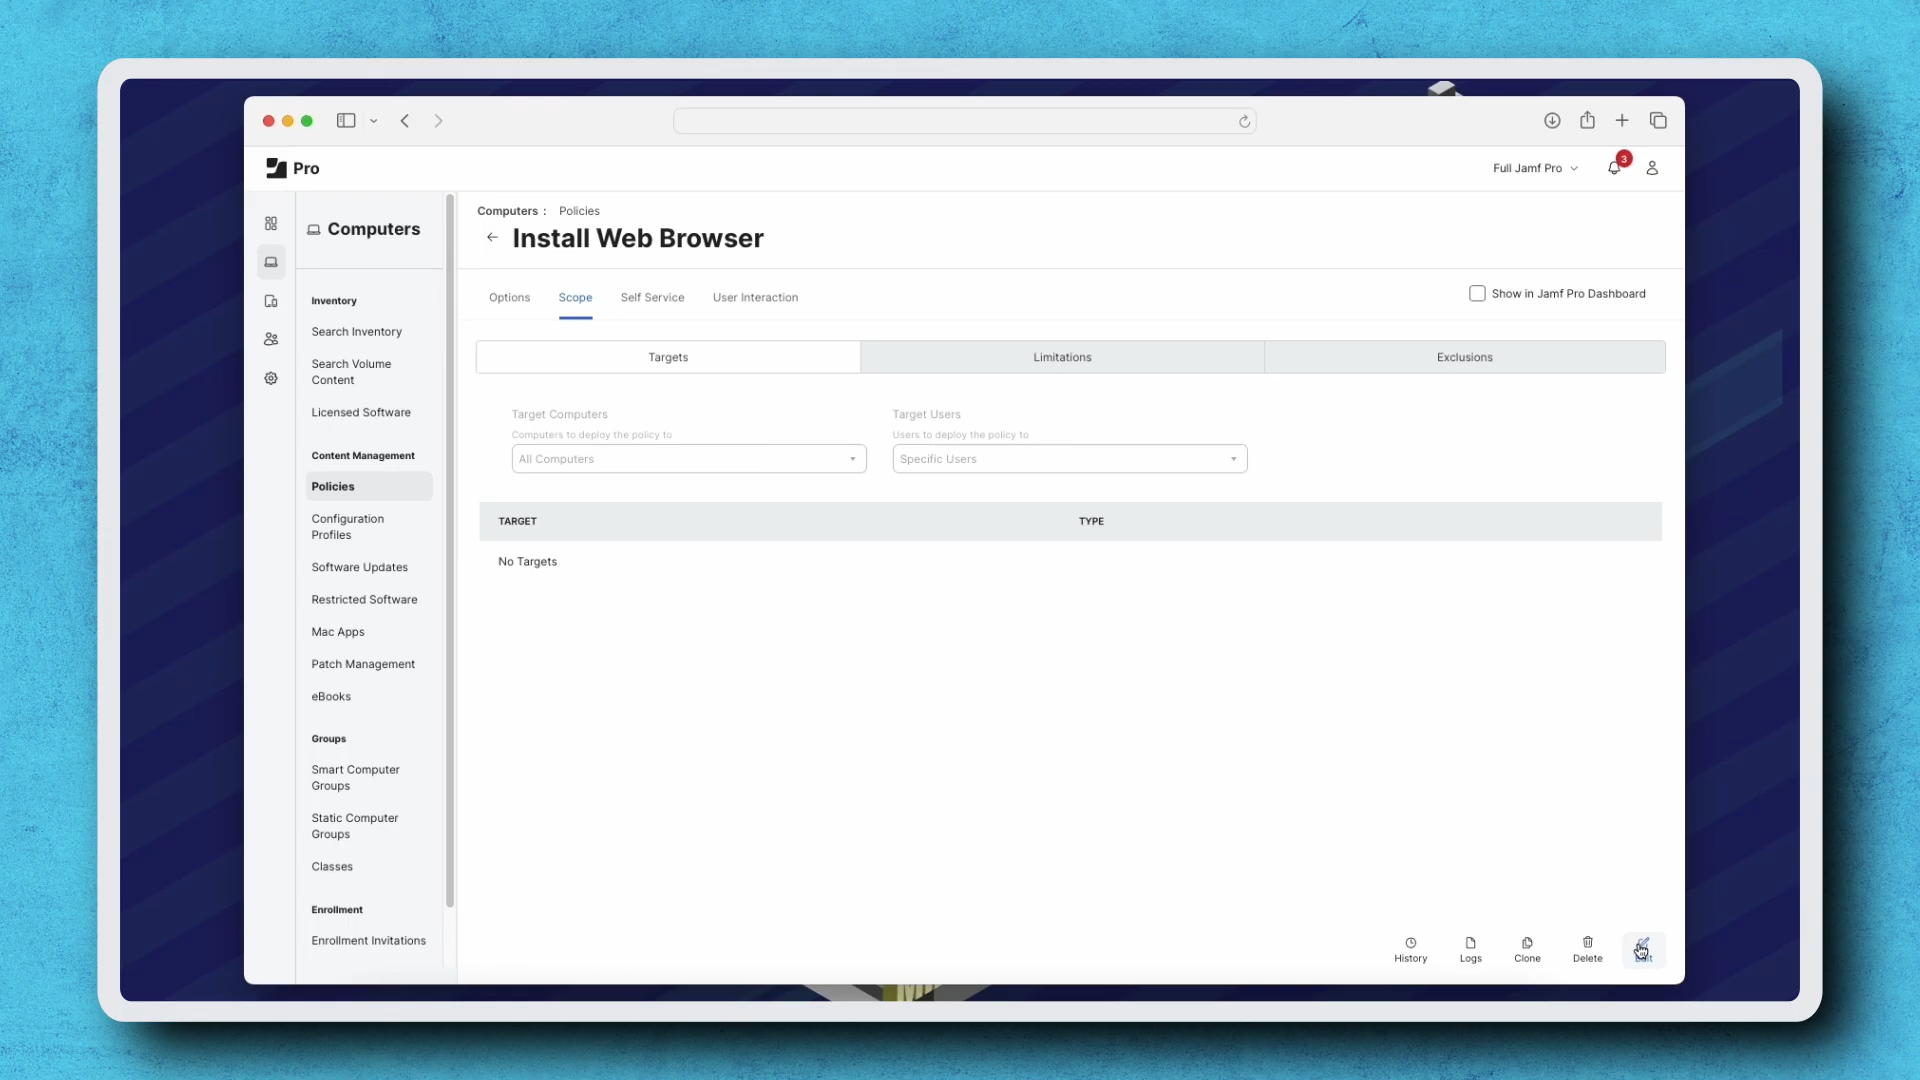 Pro
Full Jamf Pro
3
Computers
Inventory
Search Inventory
Search Volume
Content
Licensed Software
Content Management
Policies
Configuration
Profiles
Software Updates
Restricted Software
Mac Apps
Patch Management
eBooks
Groups
Smart Computer
Groups
Static Computer
Groups
Classes
Enrollment
Enrollment Invitations
Computers : Policies
Install Web Browser
Options Scope Self Service User Interaction
Show in Jamf Pro Dashboard
Targets Limitations Exclusions
Target Computers
Computers to deploy the policy to
All Computers
Target Users
Users to deploy the policy to
Specific Users
TARGET TYPE
No Targets
History Logs Clone Delete